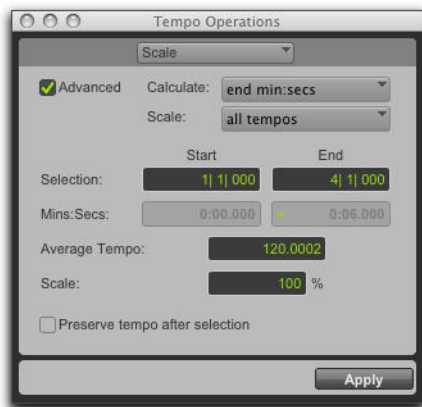 Tempo Operations
Scale
Advanced Calculate: end min:secs
Scale: all tempos
Start End
Selection: 1| 1| 000 4| 1| 000
Mins:Secs: 0:00.000 0:06.000
Average Tempo: 120.0002
Scale: 100 %
Preserve tempo after selection
Apply